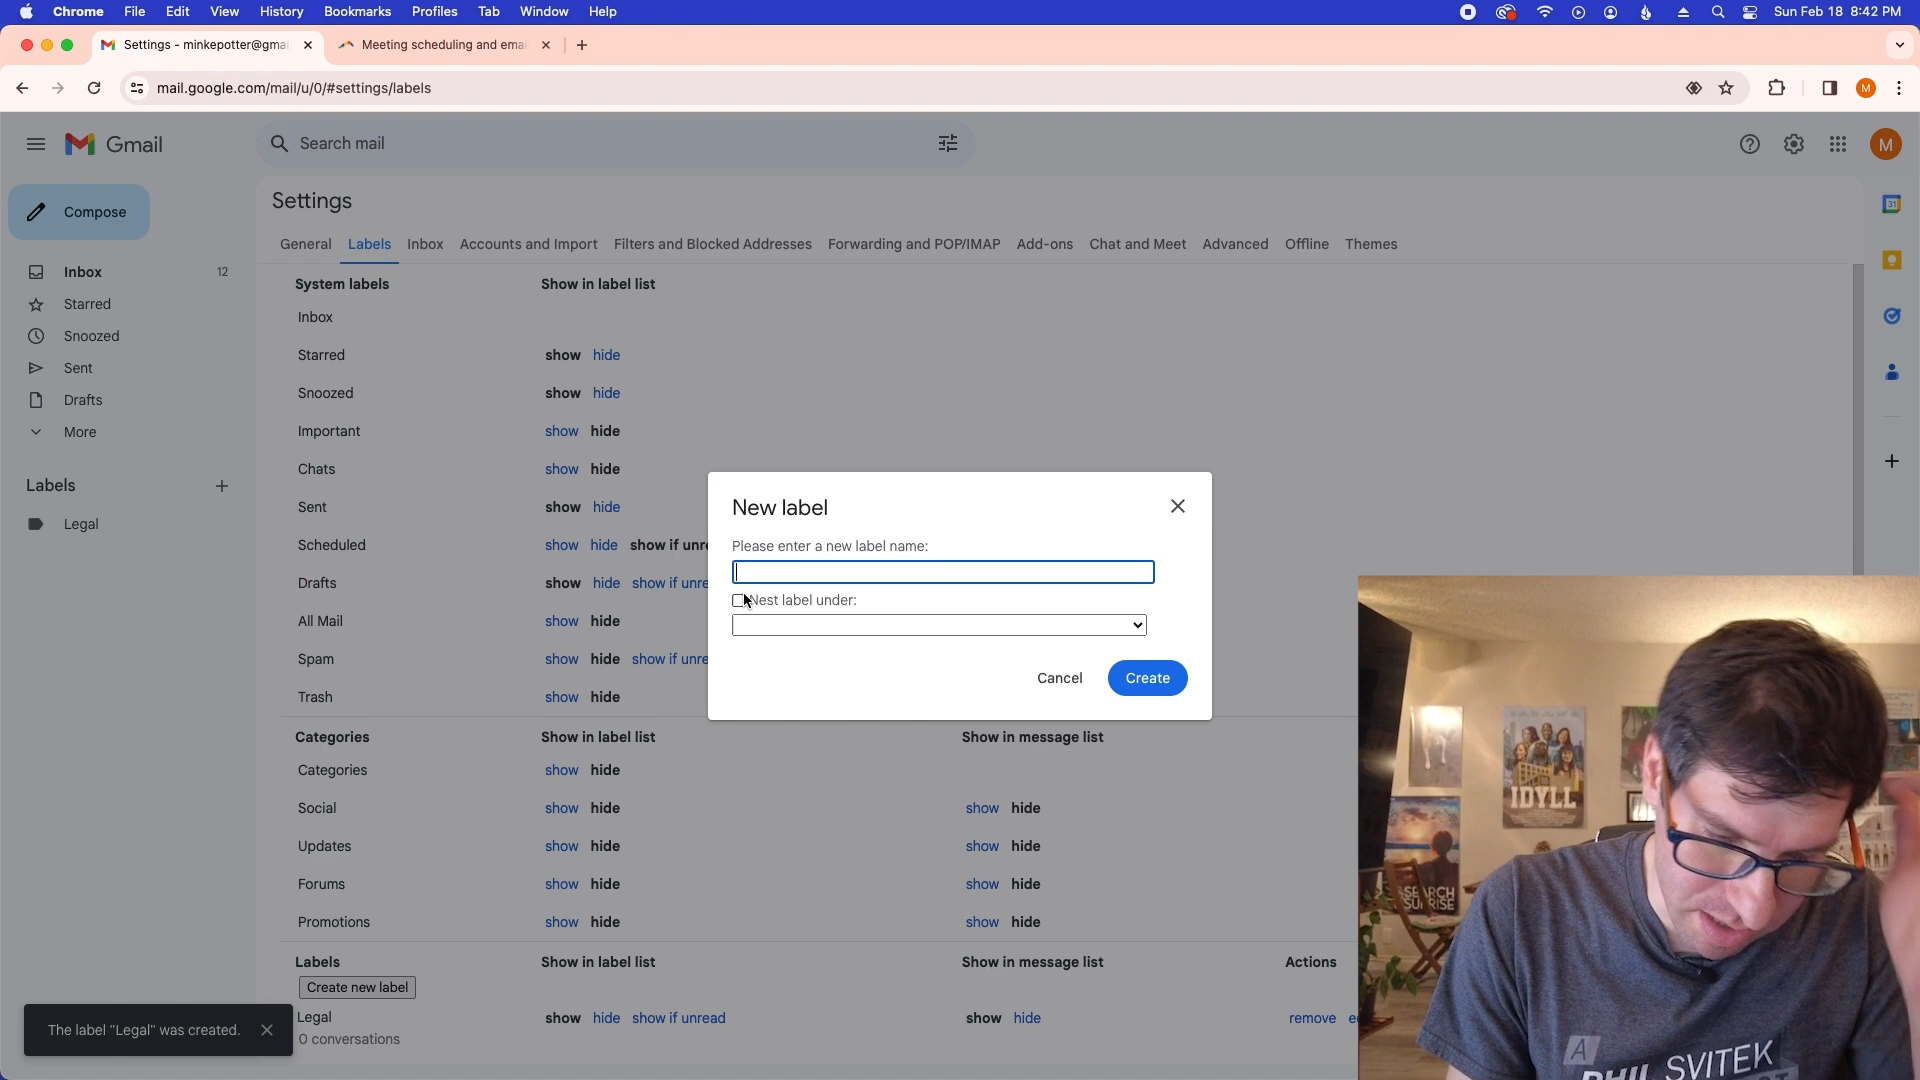 Chrome File Edit View History Bookmarks Profiles Tab Window Help Sun Feb 18 8:42 PM
Settings - minkepotter@gmai Meeting scheduling and emai
mail.google.com/mail/u/0/#settings/labels M
Gmail Search mail M
Compose
Inbox 12
Starred
Snoozed
Sent
Drafts
More
Labels
Legal
Settings
General Labels Inbox Accounts and Import Filters and Blocked Addresses Forwarding and POP/IMAP Add-ons Chat and Meet Advanced Offline Themes
System labels Show in label list
Inbox
Starred show hide
Snoozed show hide
Important show hide
Chats show hide
Sent show hide
Scheduled show hide show if unre
Drafts show hide show if unre
All Mail show hide
Spam show hide show if unre
Trash show hide
New label
Please enter a new label name:
Nest label under:
Cancel Create
Categories Show in label list Show in message list
Categories show hide
Social show hide show hide
Updates show hide show hide
Forums show hide show hide
Promotions show hide show hide
Labels Show in label list Show in message list Actions
Create new label
Legal show hide show if unread show hide remove e
0 conversations
The label "Legal" was created.
31
IDYLL
SEARCH
A
PHIL SVITEK